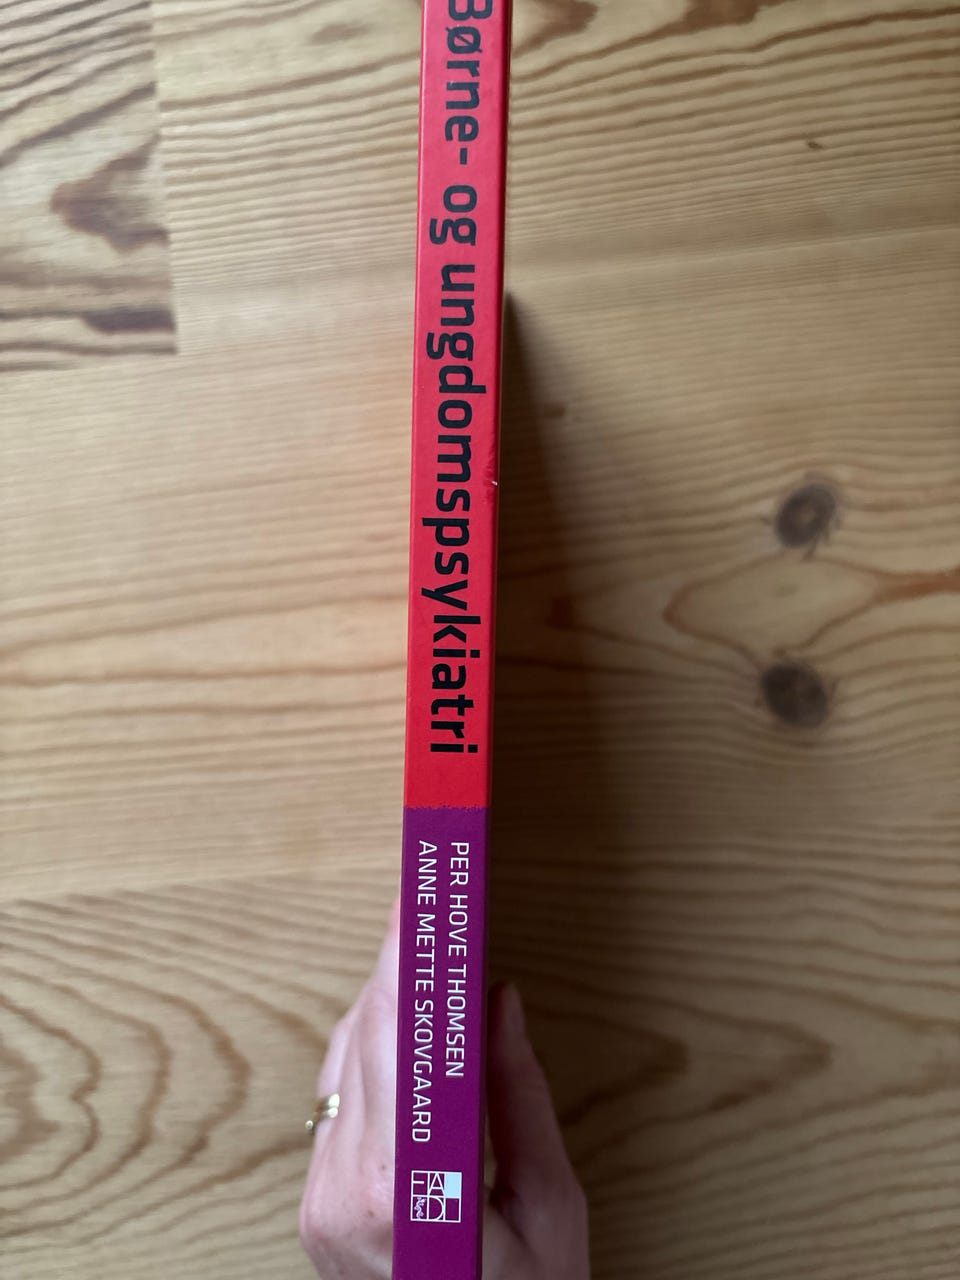 Børne- og ungdomspsykiatri
PER HOVE THOMSEN
ANNE METTE SKOVGAARD